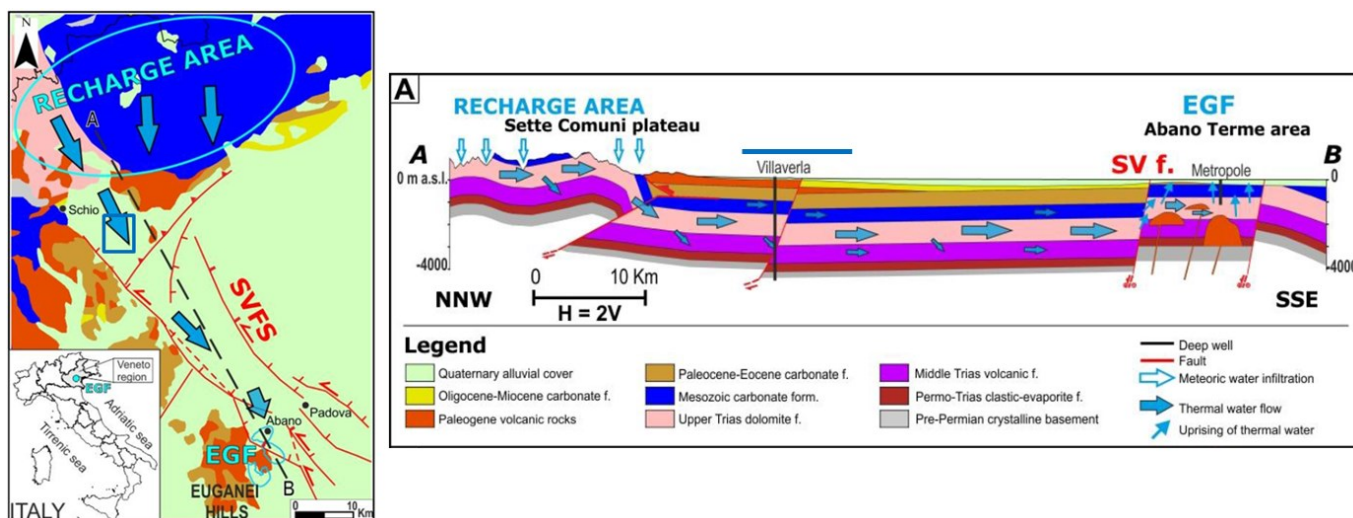 N
RECHARGE AREA
A
Schio
SVFS
Padova
Abano
EGF
B
EUGANEI
HILLS
0 10
Km
Veneto
region
EGF
Adriatic sea
Tirrenic sea
ITALY
A
RECHARGE AREA
Sette Comuni plateau
EGF
Abano Terme area
A
Villaverla
SV f.
Metropole
B
0 m a.s.l.
0
-4000
-4000
0 10 Km
H = 2V
NNW
SSE
Legend
Quaternary alluvial cover
Oligocene-Miocene carbonate f.
Paleogene volcanic rocks
Paleocene-Eocene carbonate f.
Mesozoic carbonate form.
Upper Trias dolomite f.
Middle Trias volcanic f.
Permo-Trias clastic-evaporite f.
Pre-Permian crystalline basement
Deep well
Fault
Meteoric water infiltration
Thermal water flow
Uprising of thermal water